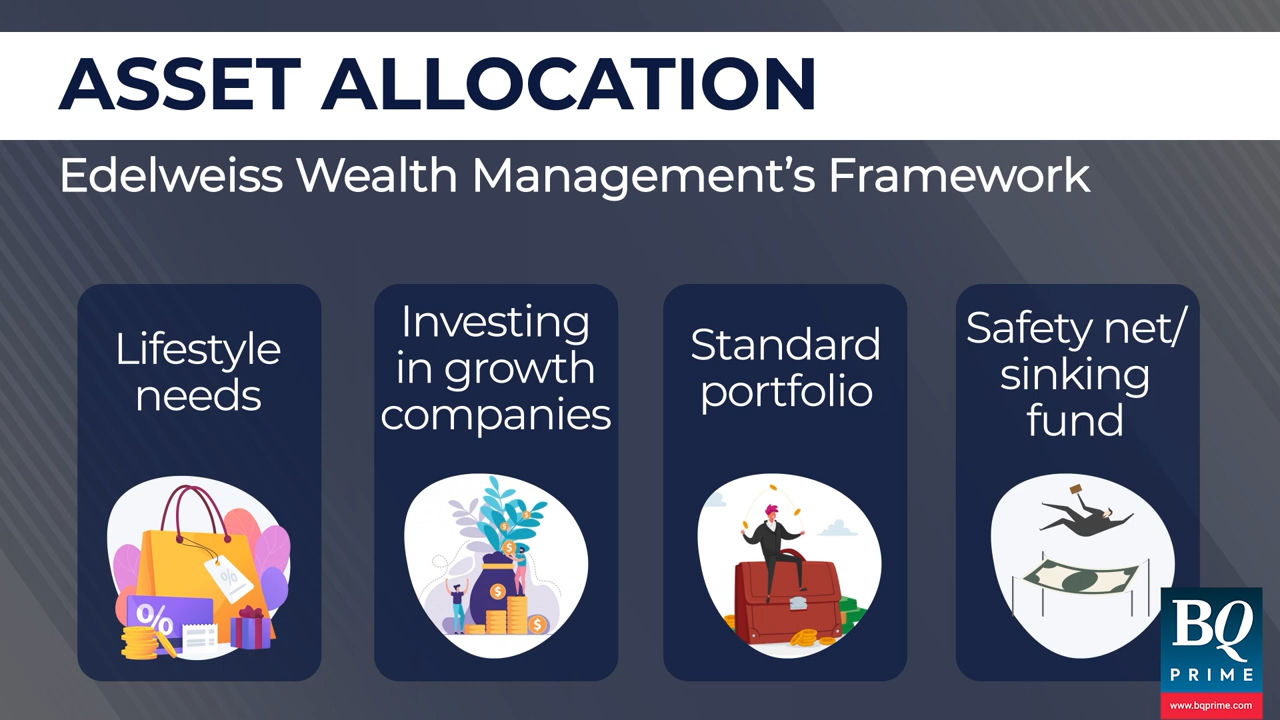 ASSET ALLOCATION
Edelweiss Wealth Management’s Framework
Lifestyle
needs
Investing
in growth
companies
Standard
portfolio
Safety net/
sinking
fund
%
%
$
$
$
$
BQ
PRIME
www.bqprime.com